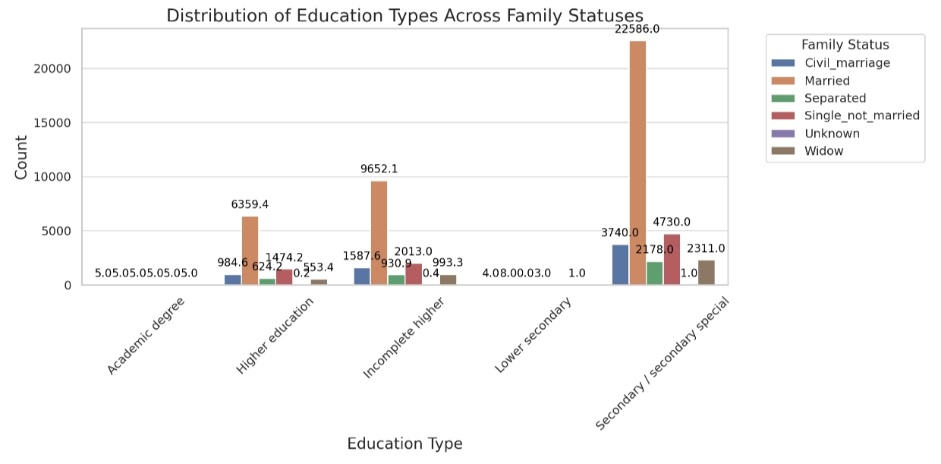 Distribution of Education Types Across Family Statuses
Count
20000
15000
10000
5000
0
5.05.05.05.05.05.0
984.6
6359.4
624.2
1474.2
0.2
553.4
1587.6
9652.1
930.9
2013.0
0.4
993.3
4.08.00.03.0
1.0
3740.0
22586.0
2178.0
4730.0
1.0
2311.0
Academic degree
Higher education
Incomplete higher
Lower secondary
Secondary / secondary special
Education Type
Family Status
Civil_marriage
Married
Separated
Single_not_married
Unknown
Widow